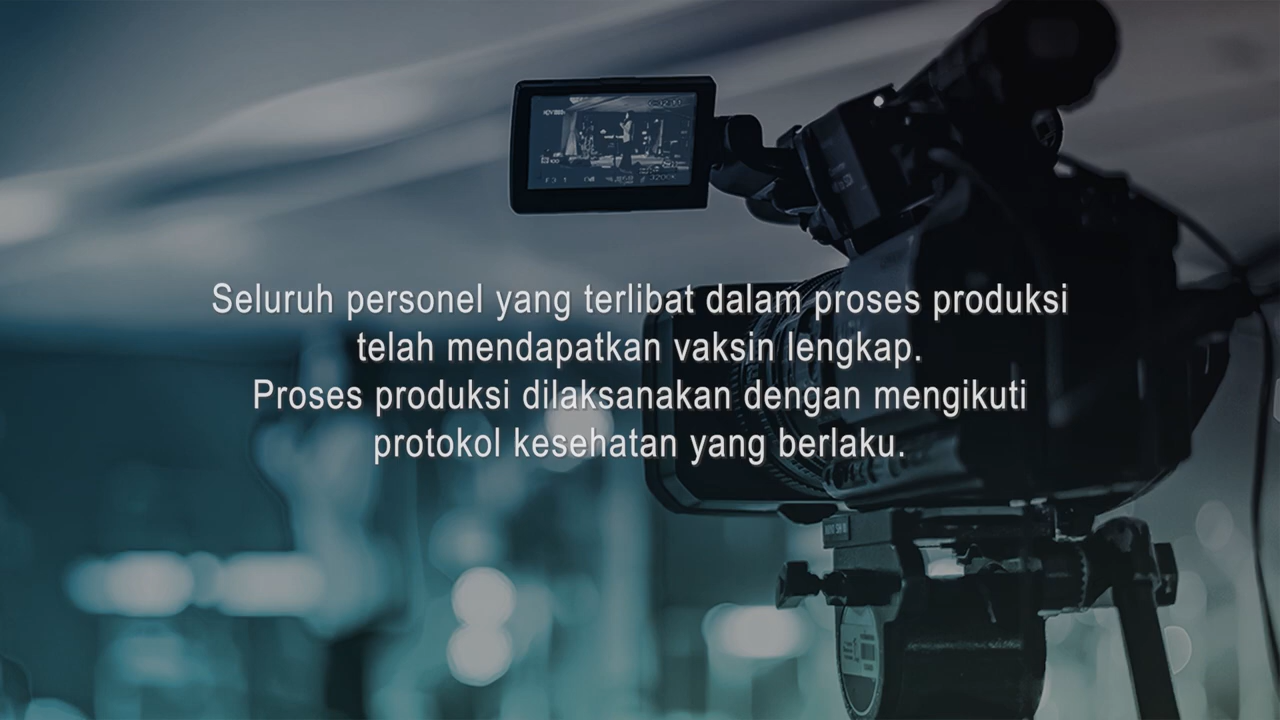 Seluruh personel yang terlibat dalam proses produksi
telah mendapatkan vaksin lengkap.
Proses produksi dilaksanakan dengan mengikuti
protokol kesehatan yang berlaku.